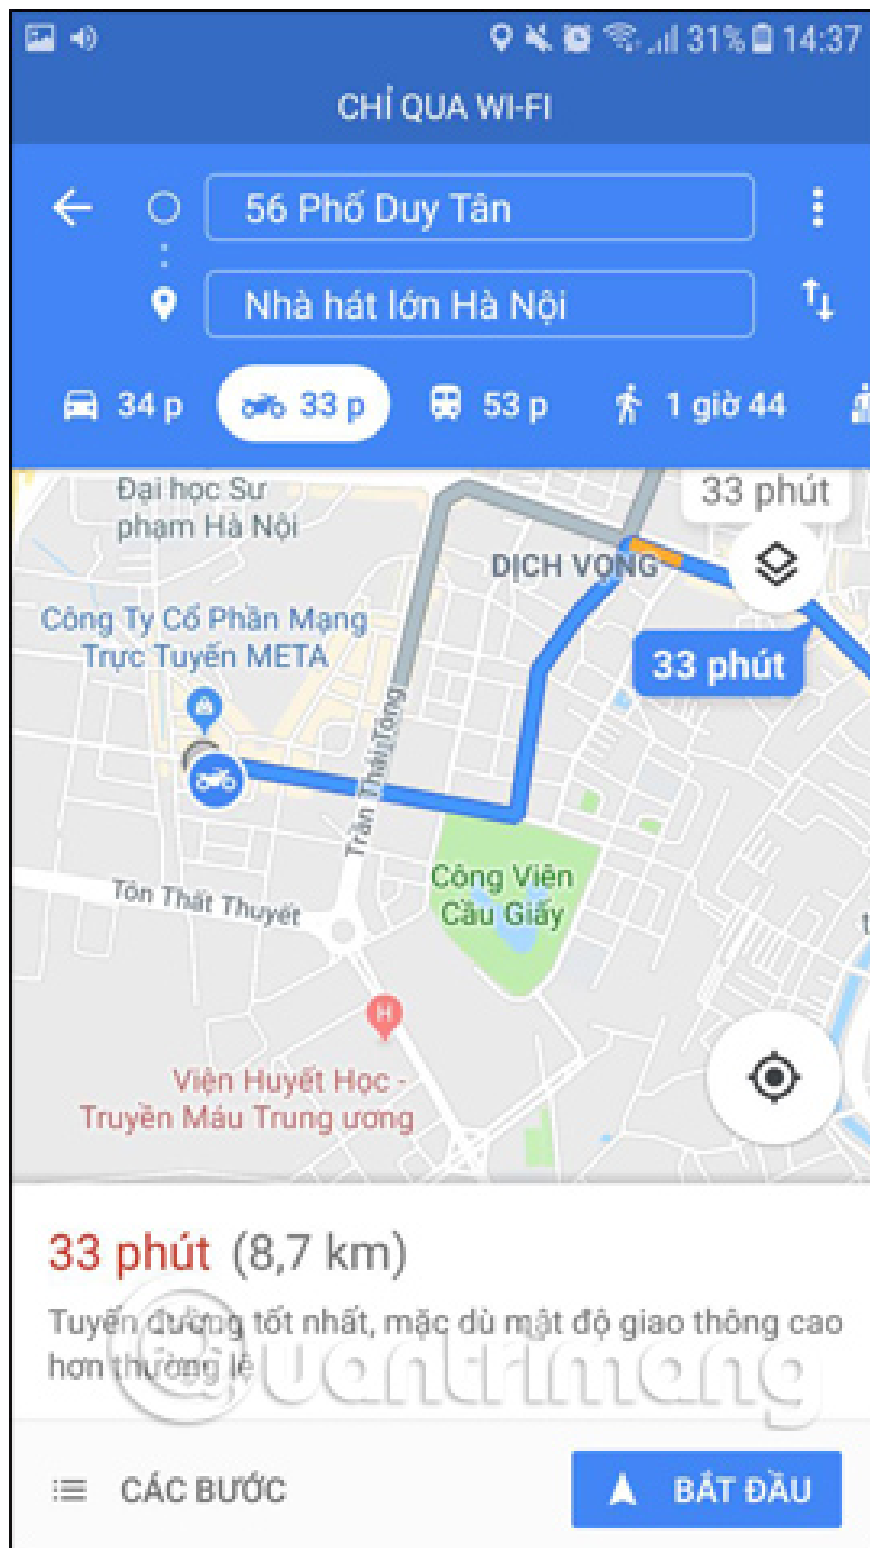 31% 14:37
CHỈ QUA WI-FI
56 Phố Duy Tân
Nhà hát lớn Hà Nội
34 p 33 p 53 p 1 giờ 44
Đại học Sư
phạm Hà Nội
33 phút
DỊCH VỌNG
Công Ty Cổ Phần Mạng
Trực Tuyến META
33 phút
Trần Thái Tông
Công Viên
Cầu Giấy
Tôn Thất Thuyết
H
Viện Huyết Học -
Truyền Máu Trung ương
33 phút (8,7 km)
Tuyến đường tốt nhất, mặc dù mật độ giao thông cao
hơn thường lệ
Quantrimang
CÁC BƯỚC
BẮT ĐẦU